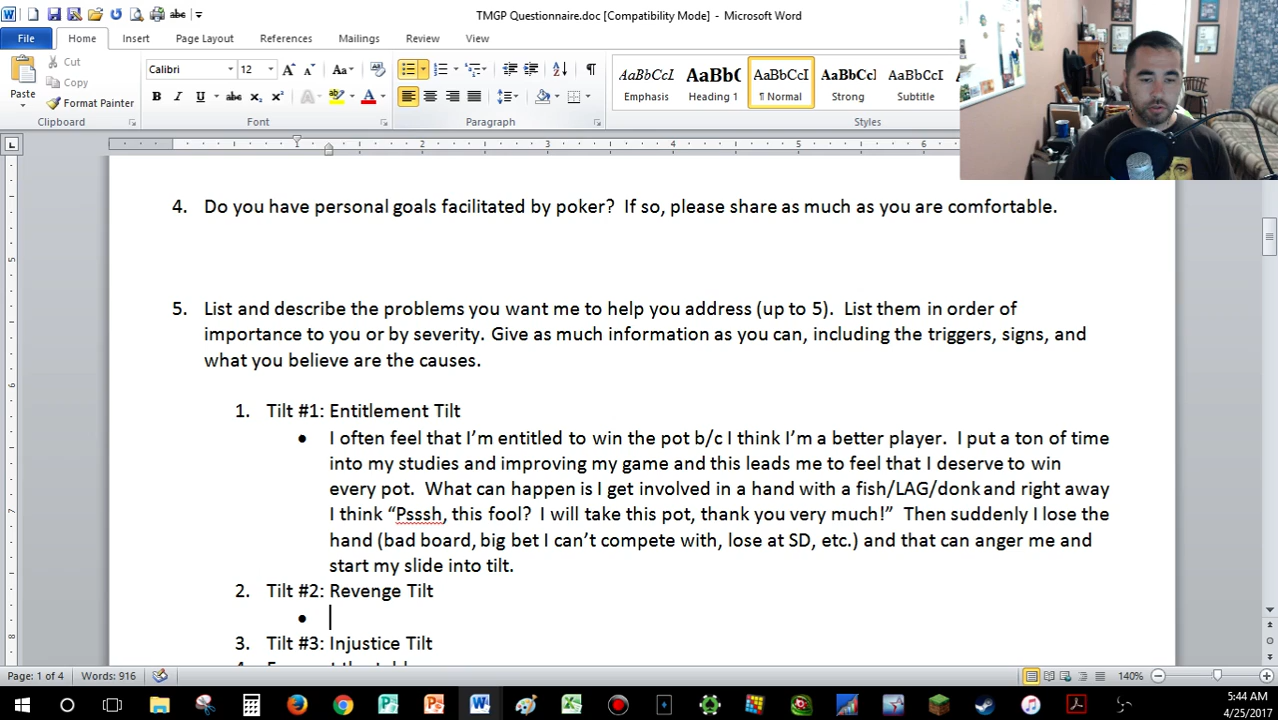 TMGP Questionnaire.doc [Compatibility Mode] - Microsoft Word
File Home Insert Page Layout References Mailings Review View
Cut
Copy
Format Painter
Paste
Clipboard
Calibri 12
Font
Paragraph
AaBbCcI AaBb( AaBbCcI AaBbCcl AaBbCcI
Emphasis Heading 1 ¶ Normal Strong Subtitle
Styles
4. Do you have personal goals facilitated by poker? If so, please share as much as you are comfortable.
5. List and describe the problems you want me to help you address (up to 5). List them in order of
importance to you or by severity. Give as much information as you can, including the triggers, signs, and
what you believe are the causes.
1. Tilt #1: Entitlement Tilt
• I often feel that I’m entitled to win the pot b/c I think I’m a better player. I put a ton of time
into my studies and improving my game and this leads me to feel that I deserve to win
every pot. What can happen is I get involved in a hand with a fish/LAG/donk and right away
I think “Psssh, this fool? I will take this pot, thank you very much!” Then suddenly I lose the
hand (bad board, big bet I can’t compete with, lose at SD, etc.) and that can anger me and
start my slide into tilt.
2. Tilt #2: Revenge Tilt
•
3. Tilt #3: Injustice Tilt
Page: 1 of 4 Words: 916 140%
5:44 AM
4/25/2017